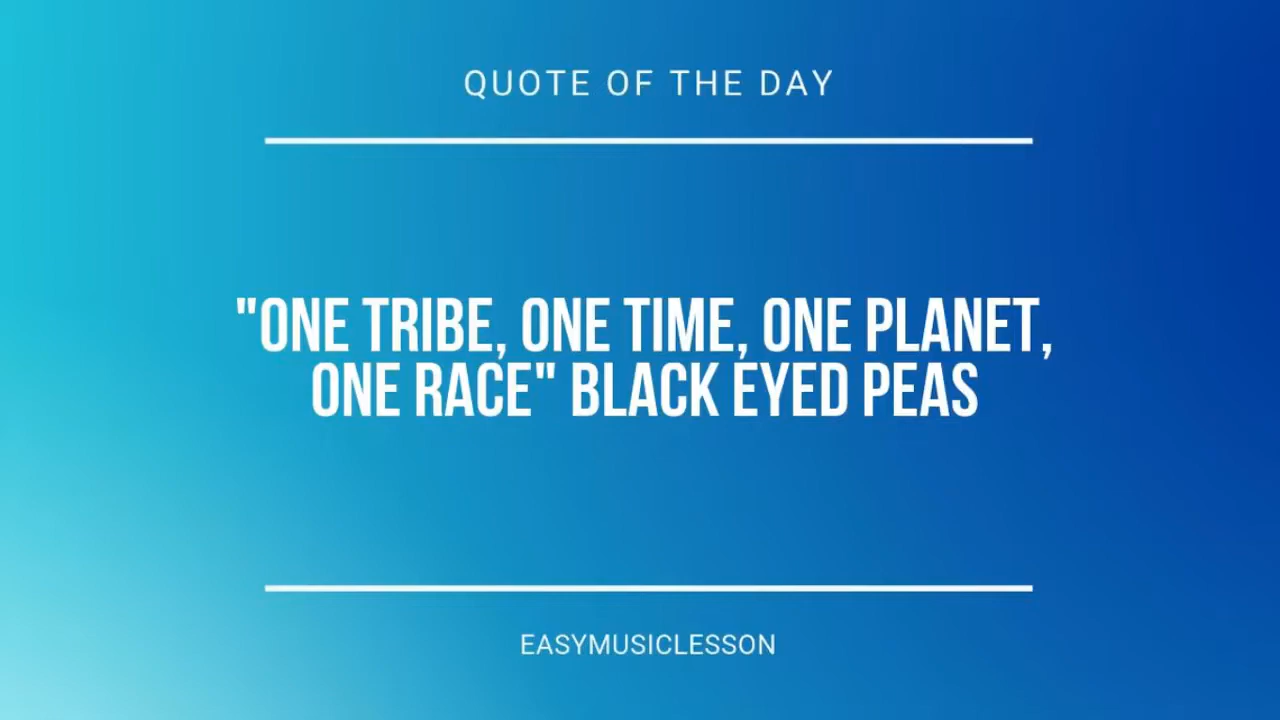 QUOTE OF THE DAY
"ONE TRIBE, ONE TIME, ONE PLANET,
ONE RACE" BLACK EYED PEAS
EASYMUSICLESSON